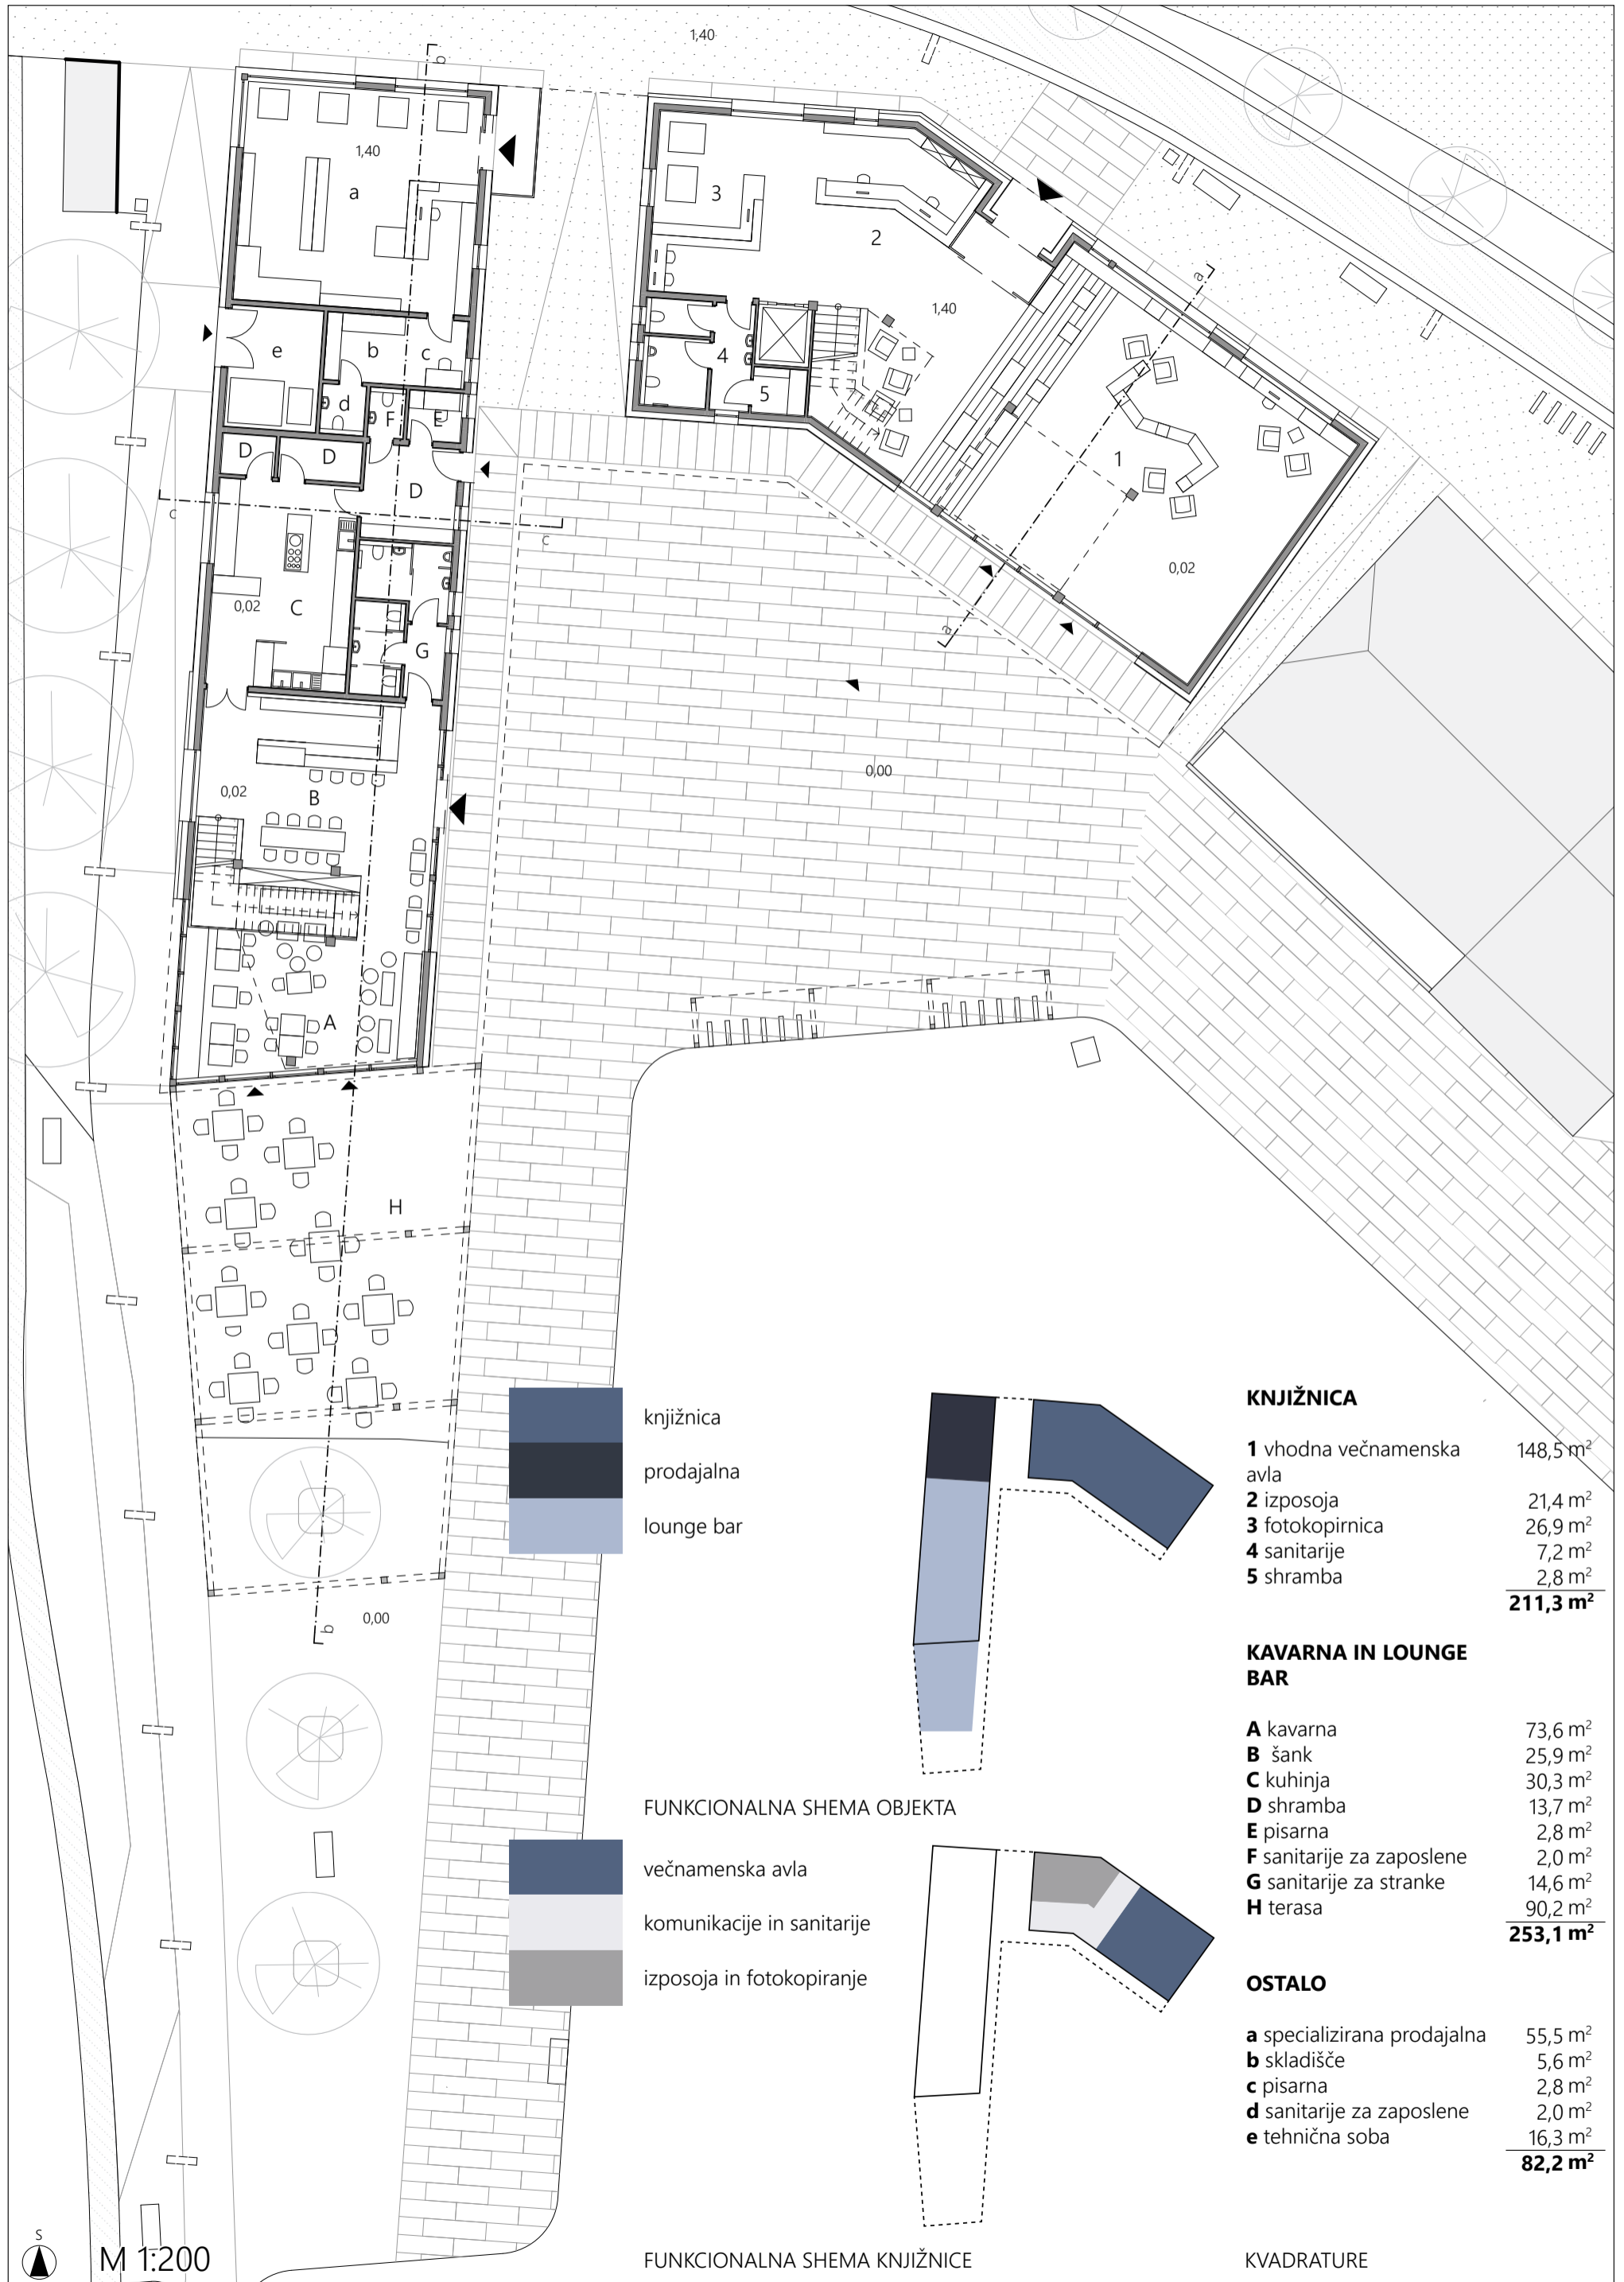 1,40
b
1,40
a
3
2
1,40
a
e
b
c
d
F
E
4
5
D
D
D
1
c
c
0,02
0,02
C
a
G
0,00
0,02
B
A
H
b
0,00
knjižnica
prodajalna
lounge bar
FUNKCIONALNA SHEMA OBJEKTA
večnamenska avla
komunikacije in sanitarije
izposoja in fotokopiranje
FUNKCIONALNA SHEMA KNJIŽNICE
KNJIŽNICA
1 vhodna večnamenska 148,5 m²
avla
2 izposoja 21,4 m²
3 fotokopirnica 26,9 m²
4 sanitarije 7,2 m²
5 shramba 2,8 m²
211,3 m²
KAVARNA IN LOUNGE
BAR
A kavarna 73,6 m²
B šank 25,9 m²
C kuhinja 30,3 m²
D shramba 13,7 m²
E pisarna 2,8 m²
F sanitarije za zaposlene 2,0 m²
G sanitarije za stranke 14,6 m²
H terasa 90,2 m²
253,1 m²
OSTALO
a specializirana prodajalna 55,5 m²
b skladišče 5,6 m²
c pisarna 2,8 m²
d sanitarije za zaposlene 2,0 m²
e tehnična soba 16,3 m²
82,2 m²
KVADRATURE
S
M 1:200